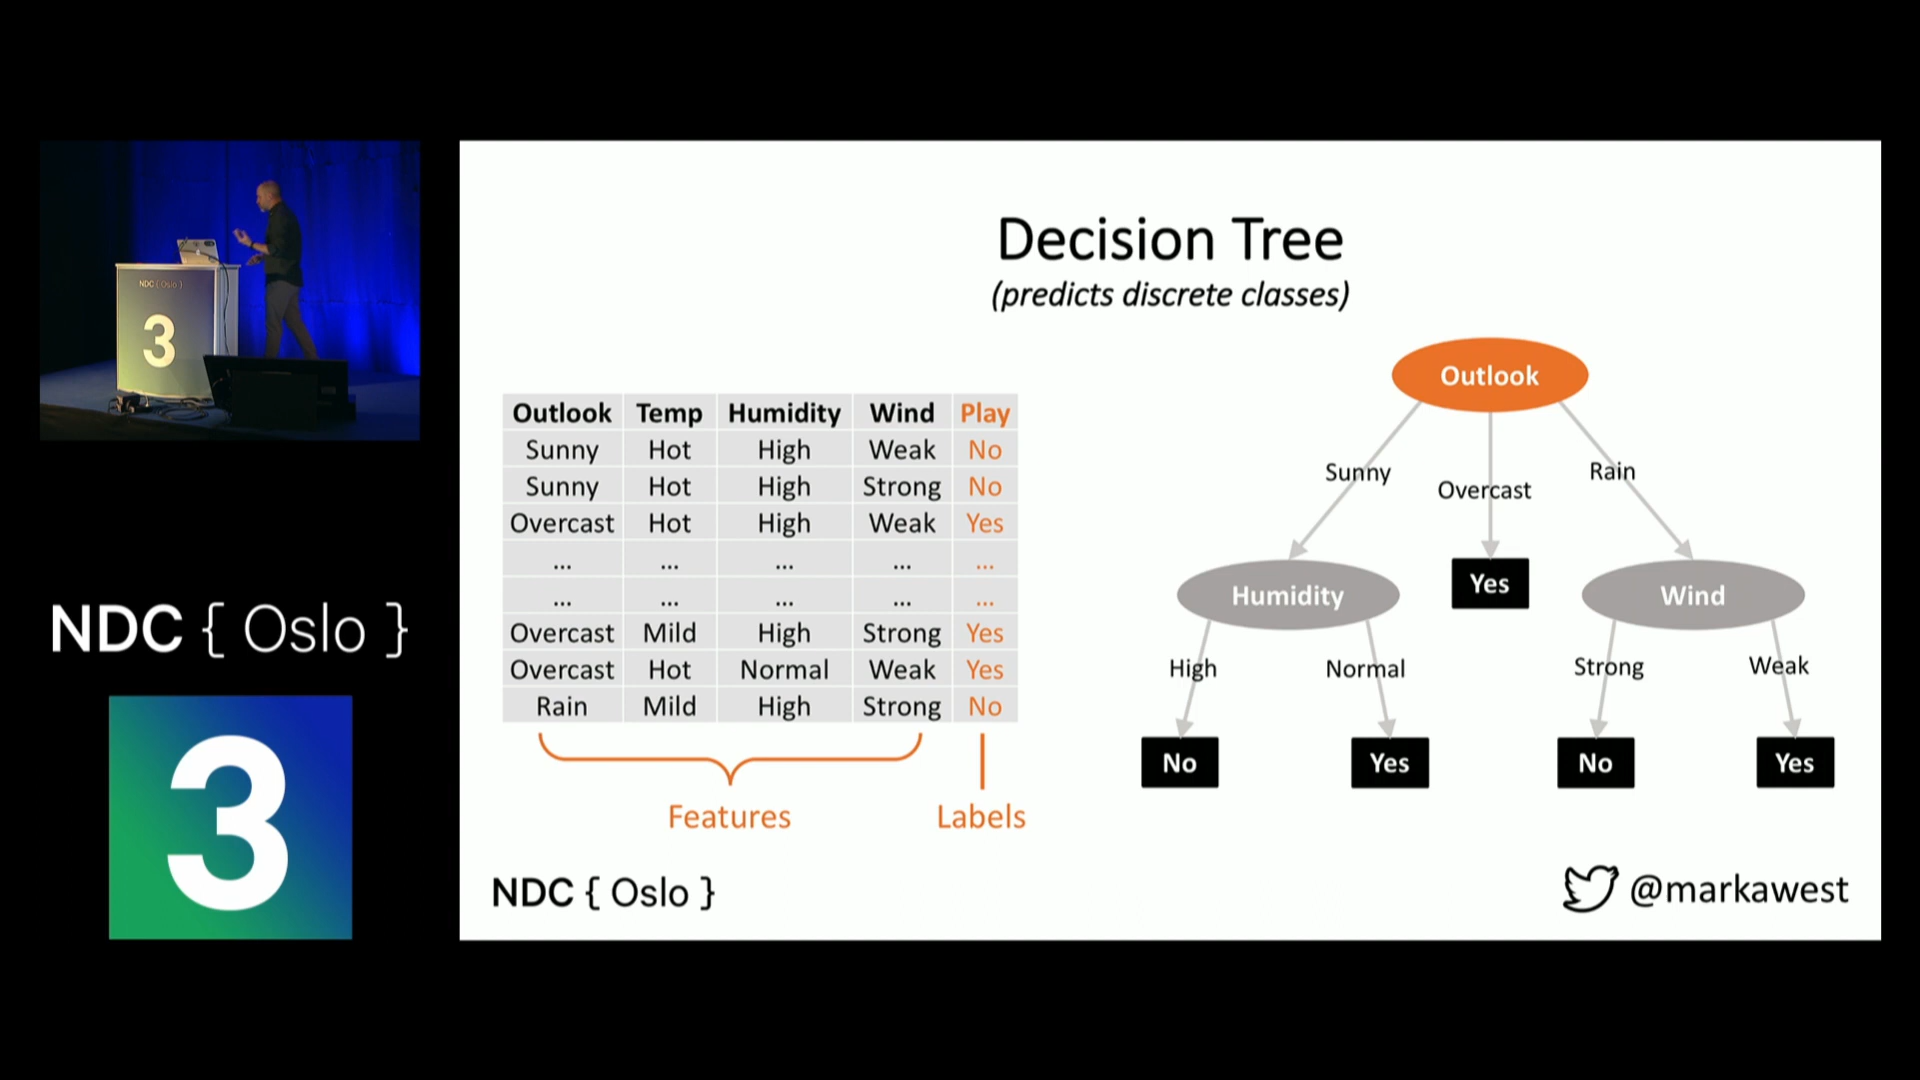 NDC { Oslo }
3
NDC { Oslo }
3
Decision Tree
(predicts discrete classes)
Outlook Temp Humidity Wind Play
Sunny Hot High Weak No
Sunny Hot High Strong No
Overcast Hot High Weak Yes
... ... ... ... ...
... ... ... ... ...
Overcast Mild High Strong Yes
Overcast Hot Normal Weak Yes
Rain Mild High Strong No
Features Labels
Outlook
Sunny Overcast Rain
Humidity Yes Wind
High Normal Strong Weak
No Yes No Yes
NDC { Oslo }
@markawest